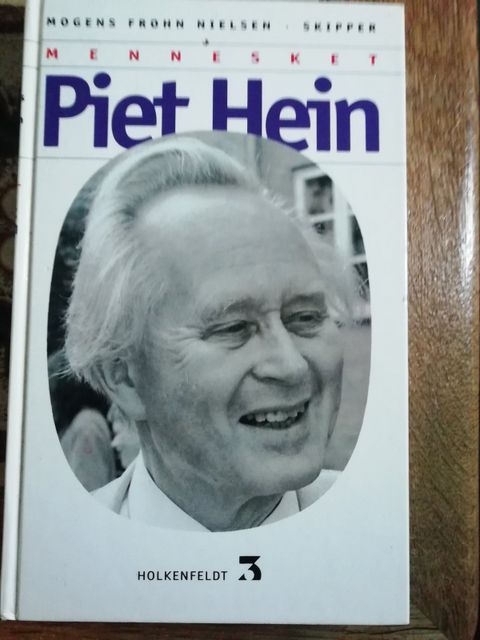 MOGENS FROHN NIELSEN · SKIPPER
MENNESKET
Piet Hein
HOLKENFELDT 3